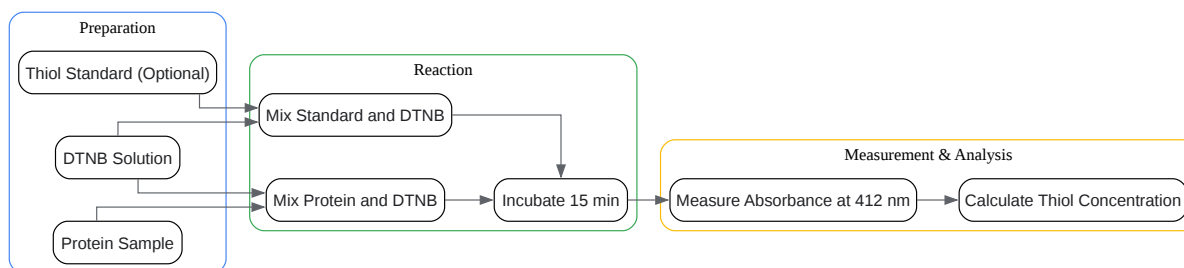 Preparation
Thiol Standard (Optional)
DTNB Solution
Protein Sample
Reaction
Mix Standard and DTNB
Mix Protein and DTNB
Incubate 15 min
Measurement & Analysis
Measure Absorbance at 412 nm
Calculate Thiol Concentration